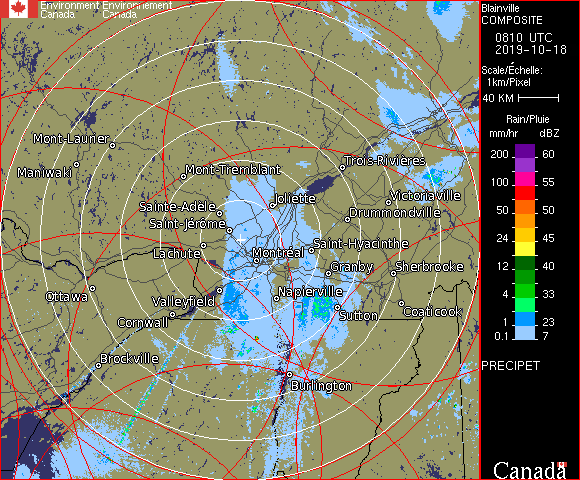 Environment Environnement
Canada Canada
Blainville
COMPOSITE
0810 UTC
2019-10-18
Scale/Échelle:
1km/Pixel
40 KM
Rain/Pluie
mm/hr dBZ
200 60
100 55
50 50
24 45
12 40
4 33
1 23
0.1 7
PRECIPET
Canada
Mont-Laurier
Maniwaki
Mont-Tremblant
Trois-Rivières
Joliette
Victoriaville
Sainte-Adele
Drummondville
Saint-Jérôme
Lachute
Montréal
Saint-Hyacinthe
Granby
Sherbrooke
Ottawa
Valleyfield
Napierville
Cornwall
Sutton
Coaticook
Brockville
Burlington